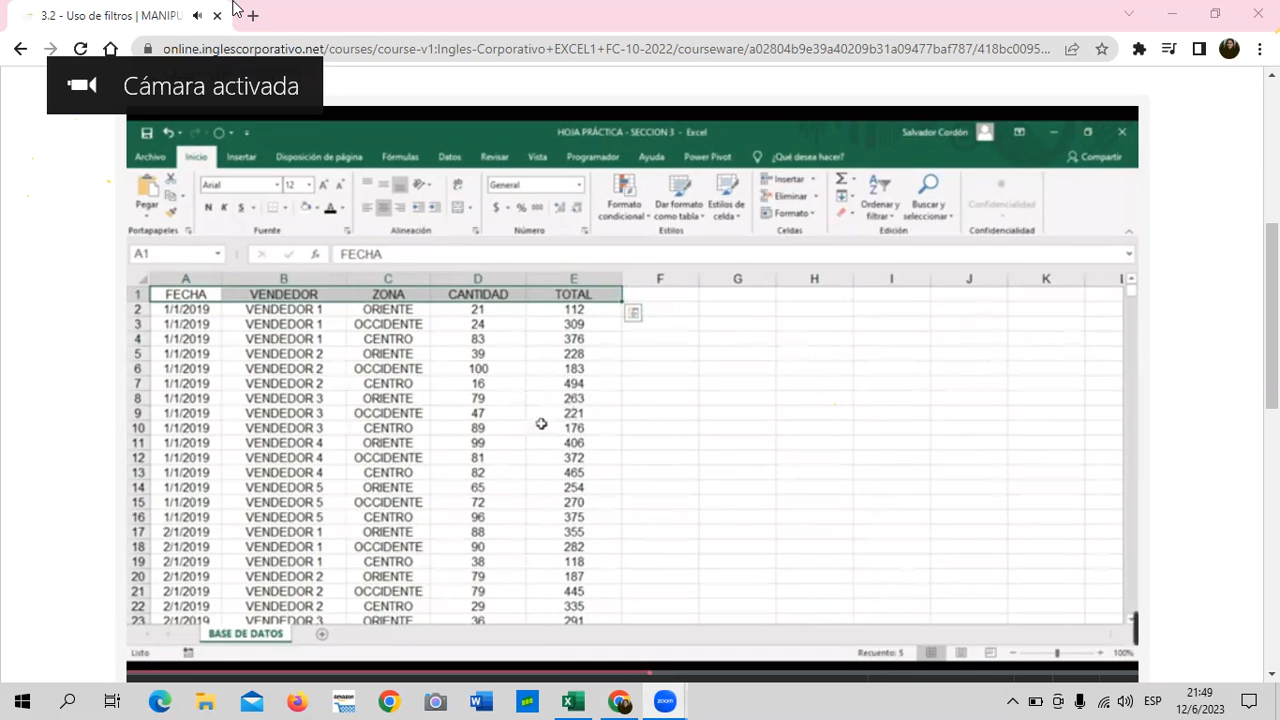 3.2 - Uso de filtros | MANIPU
online.inglescorporativo.net/courses/course-v1:Ingles-Corporativo+EXCEL1+FC-10-2022/courseware/a02804b9e39a40209b31a09477baf787/418bc0095...
Cámara activada
HOJA PRÁCTICA - SECCION 3 - Excel
Salvador Cordón
Archivo Inicio Insertar Disposición de página Fórmulas Datos Revisar Vista Programador Ayuda Power Pivot ¿Qué desea hacer? Compartir
Arial 12 General
Pegar
N K S
$ % 000
Formato condicional Dar formato como tabla Estilos de celda
Insertar
Eliminar
Formato
Ordenar y filtrar Buscar y seleccionar
Confidencialidad
Portapapeles Fuente Alineación Número Estilos Celdas Edición Confidencialidad
A1 fx FECHA
A B C D E F G H I J K
1 FECHA VENDEDOR ZONA CANTIDAD TOTAL
2 1/1/2019 VENDEDOR 1 ORIENTE 21 112
3 1/1/2019 VENDEDOR 1 OCCIDENTE 24 309
4 1/1/2019 VENDEDOR 1 CENTRO 83 376
5 1/1/2019 VENDEDOR 2 ORIENTE 39 228
6 1/1/2019 VENDEDOR 2 OCCIDENTE 100 183
7 1/1/2019 VENDEDOR 2 CENTRO 16 494
8 1/1/2019 VENDEDOR 3 ORIENTE 79 263
9 1/1/2019 VENDEDOR 3 OCCIDENTE 47 221
10 1/1/2019 VENDEDOR 3 CENTRO 89 176
11 1/1/2019 VENDEDOR 4 ORIENTE 99 406
12 1/1/2019 VENDEDOR 4 OCCIDENTE 81 372
13 1/1/2019 VENDEDOR 4 CENTRO 82 465
14 1/1/2019 VENDEDOR 5 ORIENTE 65 254
15 1/1/2019 VENDEDOR 5 OCCIDENTE 72 270
16 1/1/2019 VENDEDOR 5 CENTRO 96 375
17 2/1/2019 VENDEDOR 1 ORIENTE 88 355
18 2/1/2019 VENDEDOR 1 OCCIDENTE 90 282
19 2/1/2019 VENDEDOR 1 CENTRO 38 118
20 2/1/2019 VENDEDOR 2 ORIENTE 79 187
21 2/1/2019 VENDEDOR 2 OCCIDENTE 79 445
22 2/1/2019 VENDEDOR 2 CENTRO 29 335
23 2/1/2019 VENDEDOR 3 ORIENTE 36 291
BASE DE DATOS
Listo Recuento: 5 100%
amazon
zoom
ESP
21:49
12/6/2023